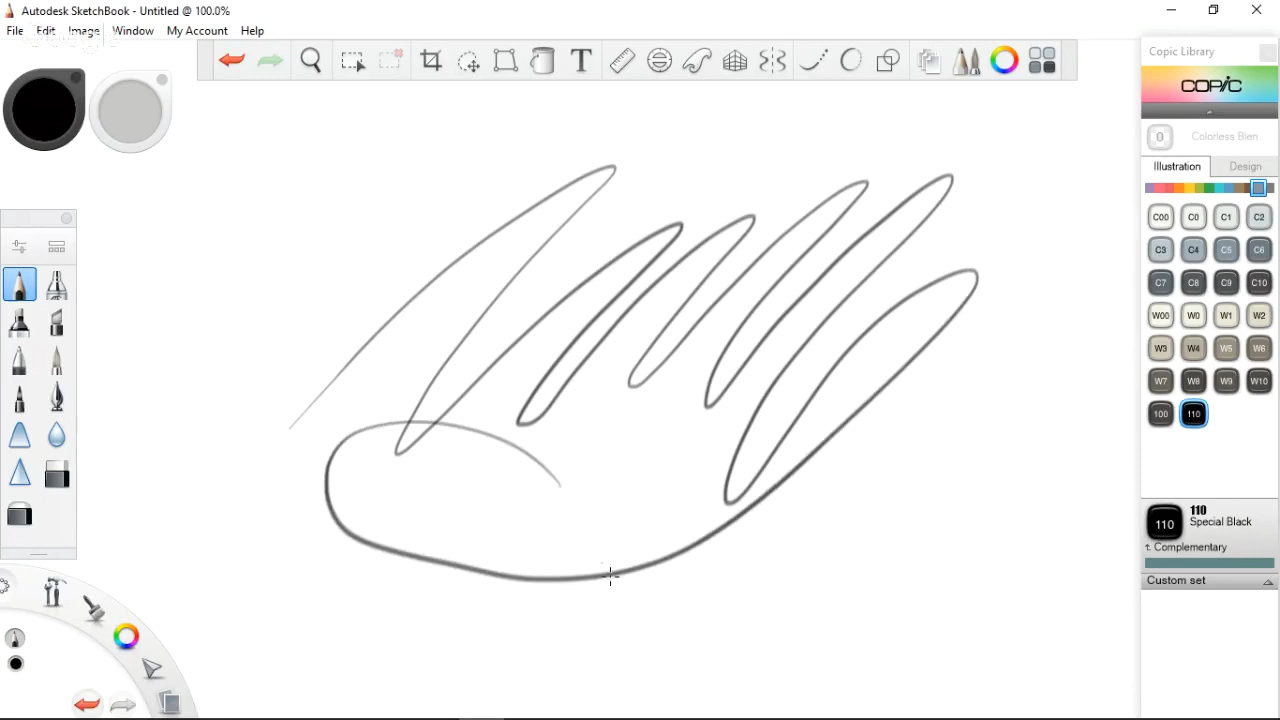 Autodesk SketchBook - Untitled @ 100.0%
File Edit Image Window My Account Help
T
Copic Library
COPIC
0 Colorless Blen
Illustration Design
C00 C0 C1 C2
C3 C4 C5 C6
C7 C8 C9 C10
W00 W0 W1 W2
W3 W4 W5 W6
W7 W8 W9 W10
100 110
110 110
Special Black
: Complementary
Custom set